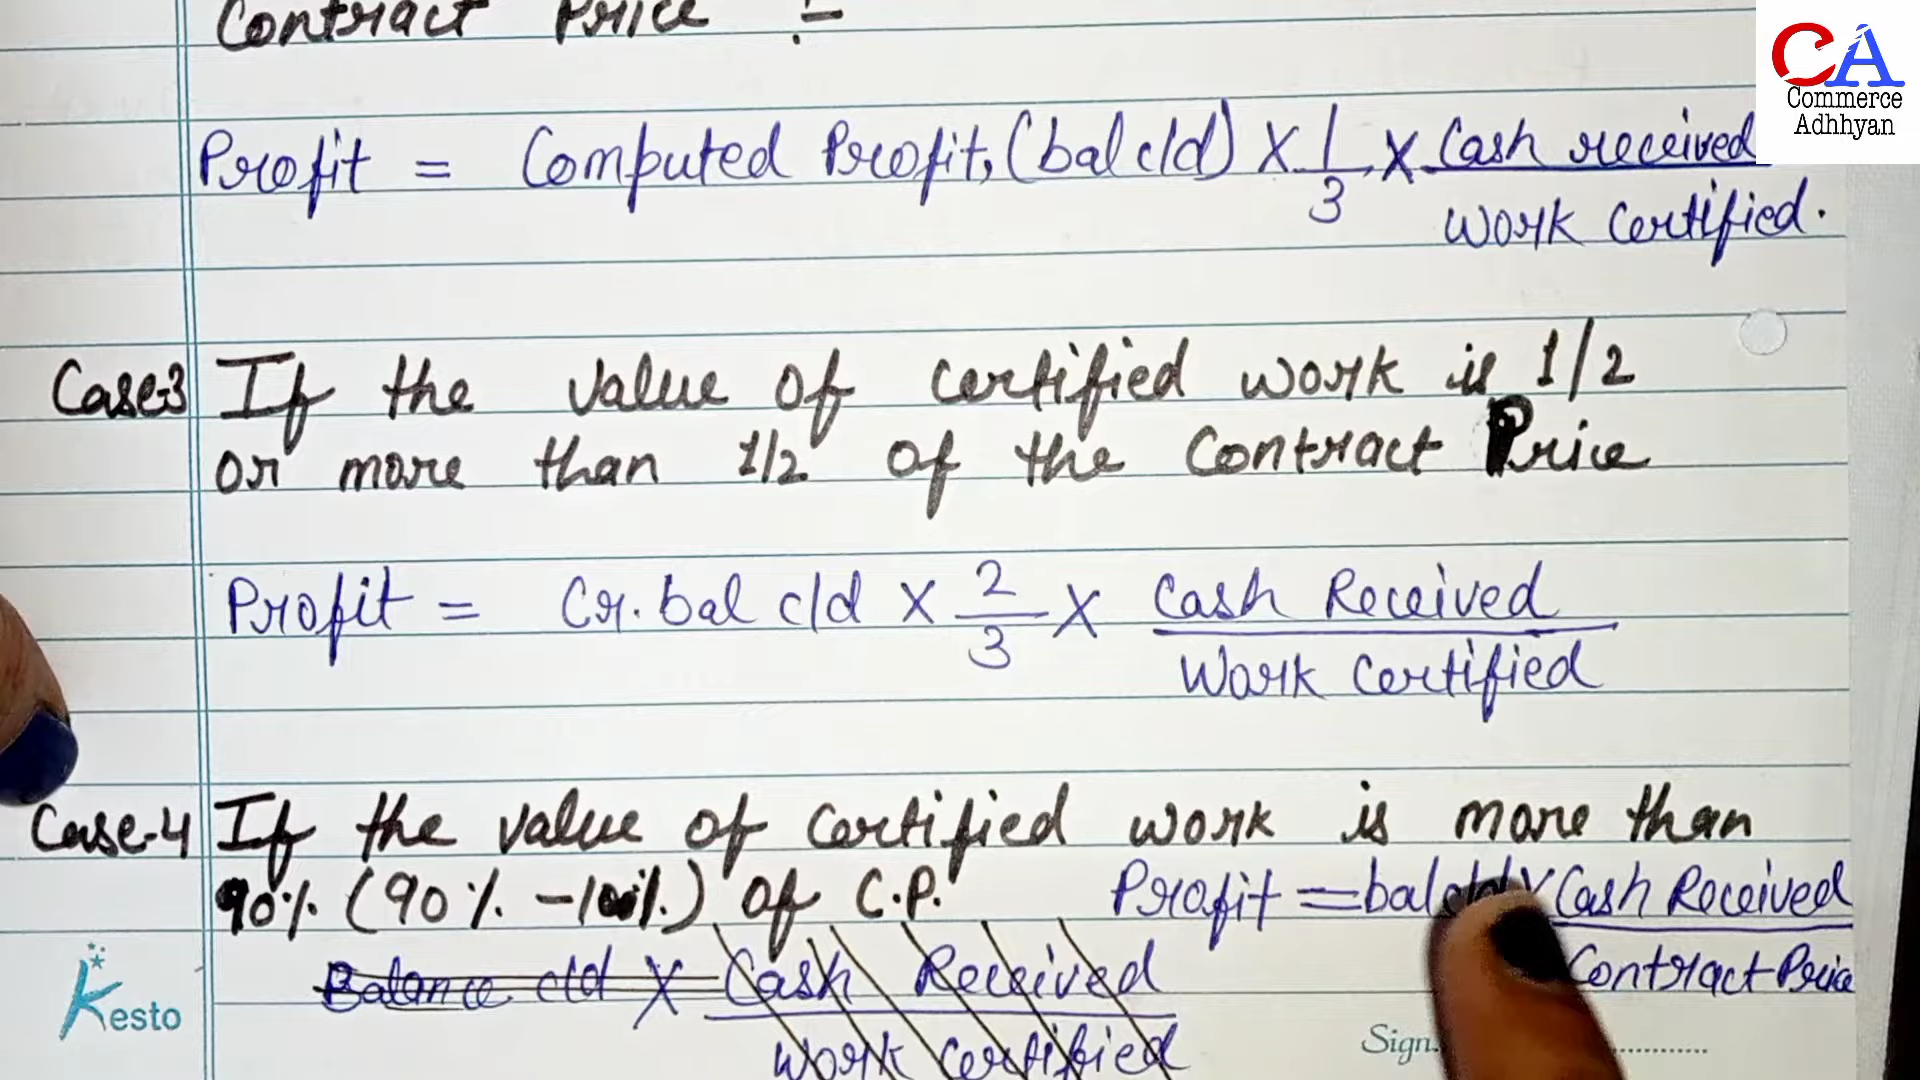 Contract Price :-
CA
Commerce
Adhhyan
Profit = Computed Profit, (bal c/d) × 1/3 × Cash received / Work Certified.
Case-3 If the value of certified work is 1/2
or more than 1/2 of the Contract Price
Profit = Cr. bal c/d × 2/3 × Cash Received / Work Certified
Case-4 If the value of certified work is more than
90% (90% - 100%) of C.P. Profit = bal c/d × Cash Received / Contract Price
Balance c/d × Cash Received / Work Certified
Kesto
Sign.